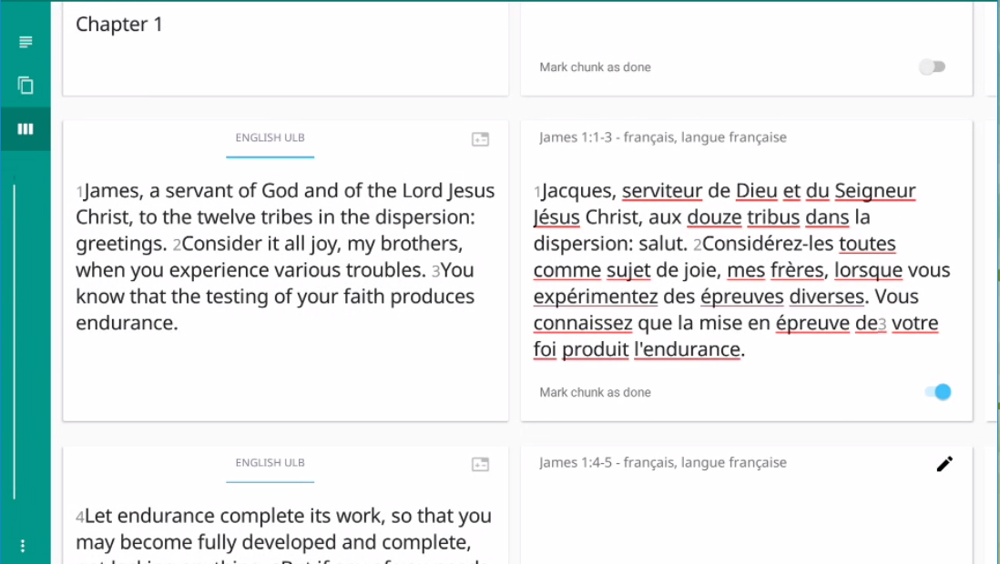 Chapter 1
Mark chunk as done
ENGLISH ULB
1James, a servant of God and of the Lord Jesus
Christ, to the twelve tribes in the dispersion:
greetings. 2Consider it all joy, my brothers,
when you experience various troubles. 3You
know that the testing of your faith produces
endurance.
James 1:1-3 - français, langue française
1Jacques, serviteur de Dieu et du Seigneur
Jésus Christ, aux douze tribus dans la
dispersion: salut. 2Considérez-les toutes
comme sujet de joie, mes frères, lorsque vous
expérimentez des épreuves diverses. Vous
connaissez que la mise en épreuve de3 votre
foi produit l'endurance.
Mark chunk as done
ENGLISH ULB
4Let endurance complete its work, so that you
may become fully developed and complete,
James 1:4-5 - français, langue française